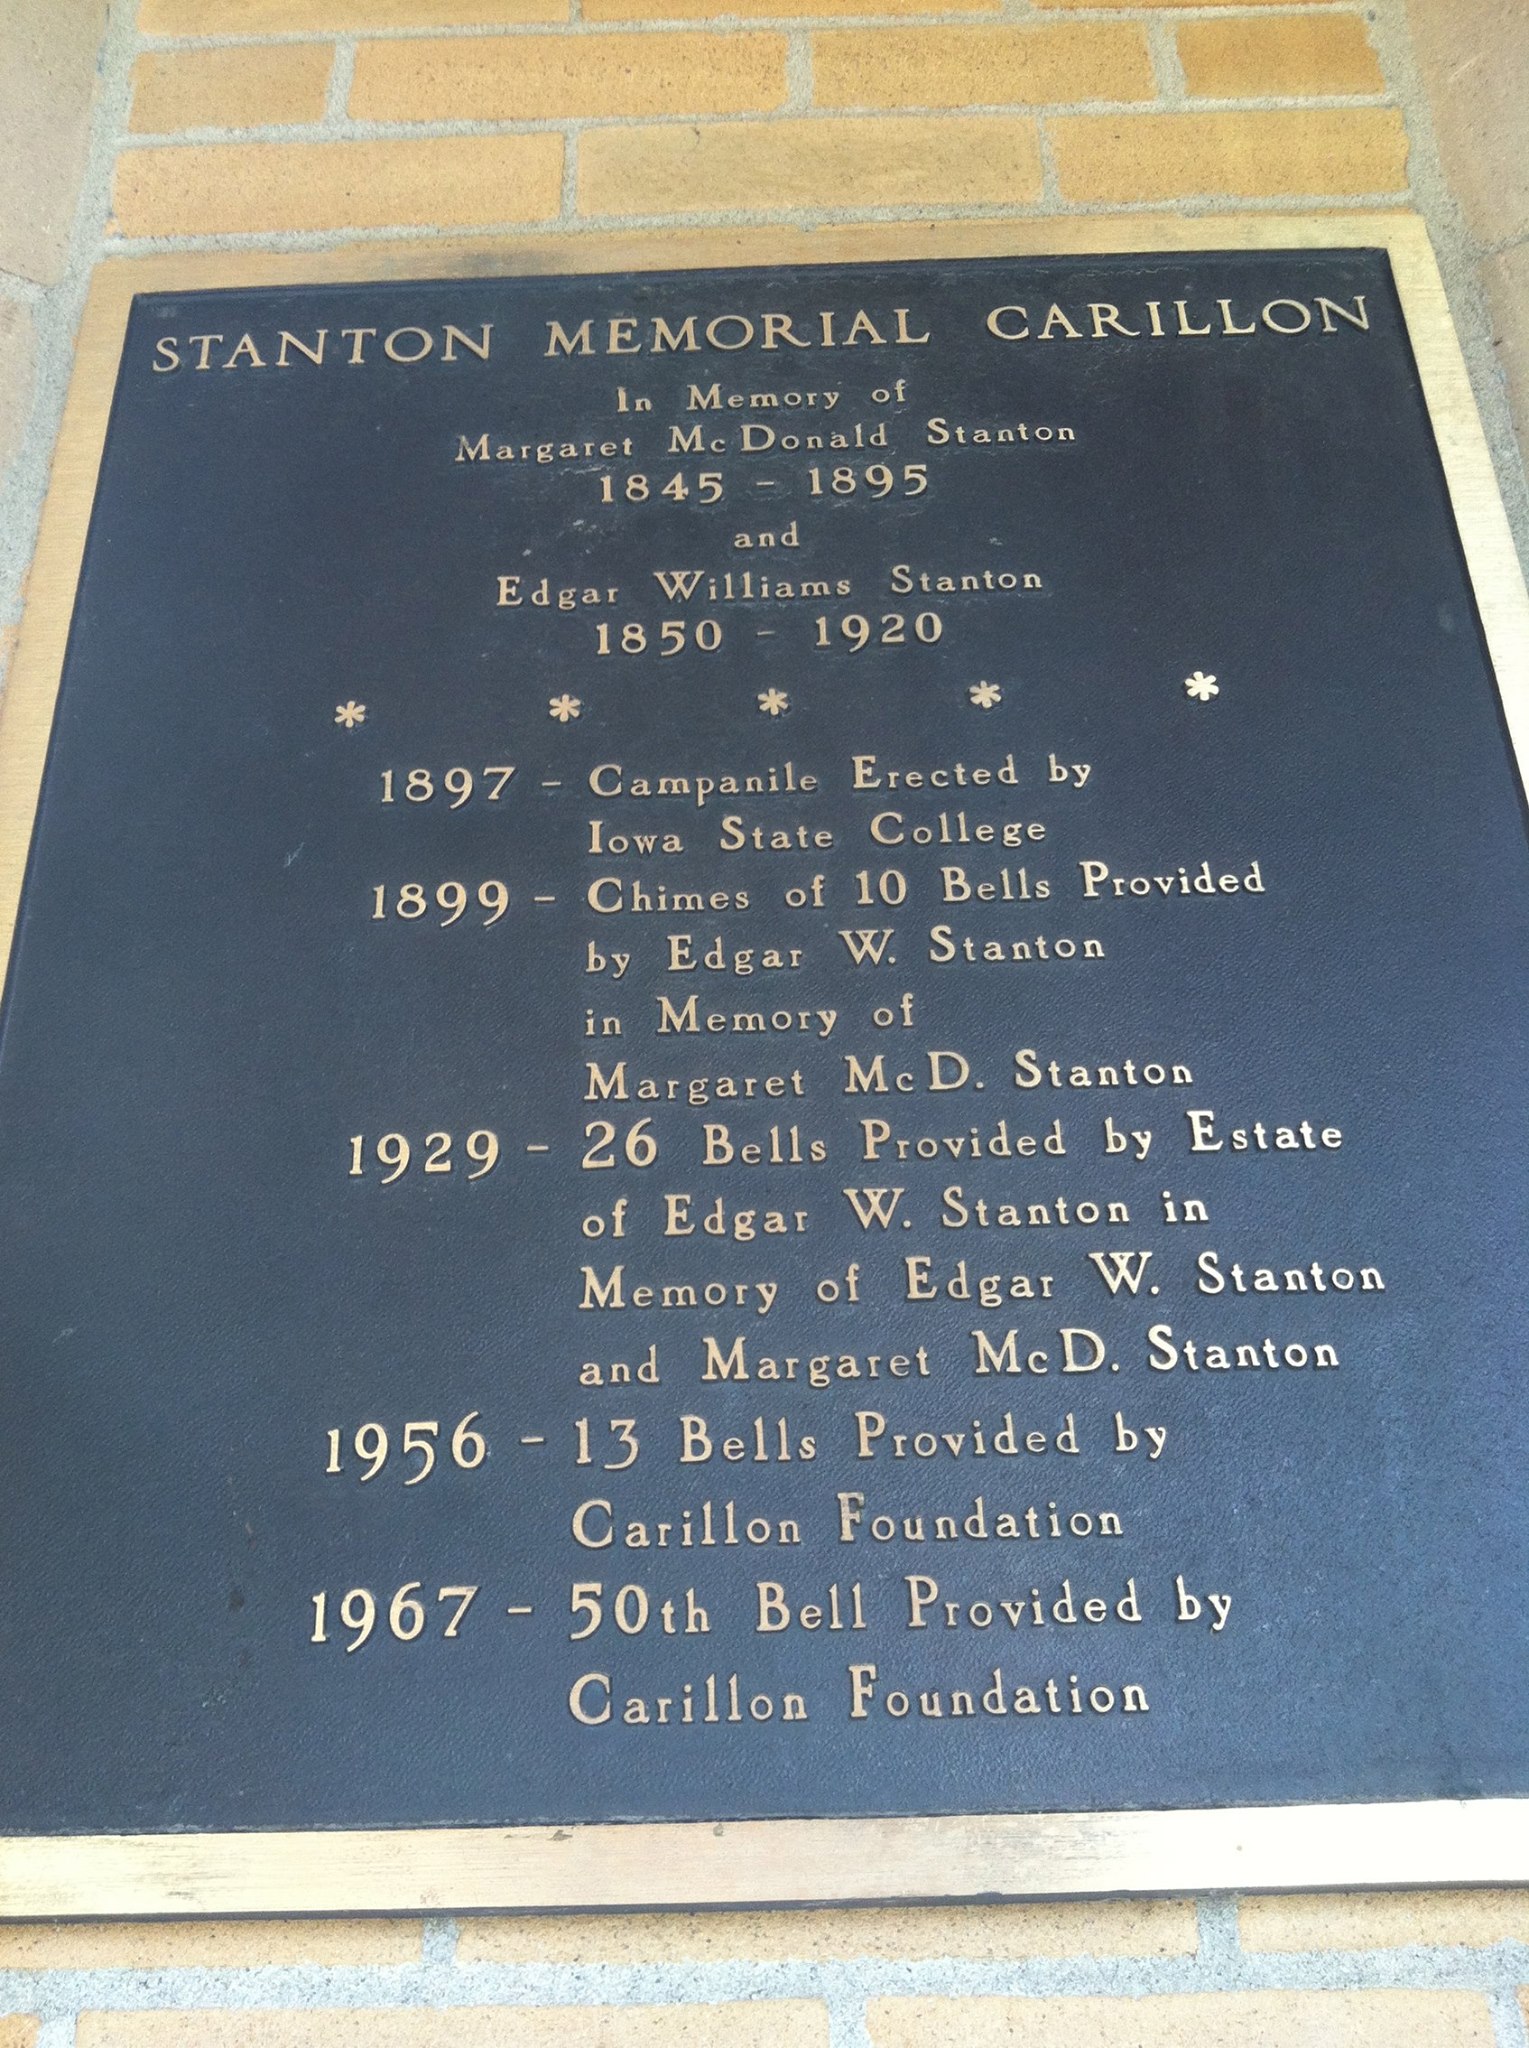 STANTON MEMORIAL CARILLON
In Memory of
Margaret McDonald Stanton
1845 - 1895
and
Edgar Williams Stanton
1850 - 1920
* * * * *
1897 - Campanile Erected by
Iowa State College
1899 - Chimes of 10 Bells Provided
by Edgar W. Stanton
in Memory of
Margaret McD. Stanton
1929 - 26 Bells Provided by Estate
of Edgar W. Stanton in
Memory of Edgar W. Stanton
and Margaret McD. Stanton
1956 - 13 Bells Provided by
Carillon Foundation
1967 - 50th Bell Provided by
Carillon Foundation